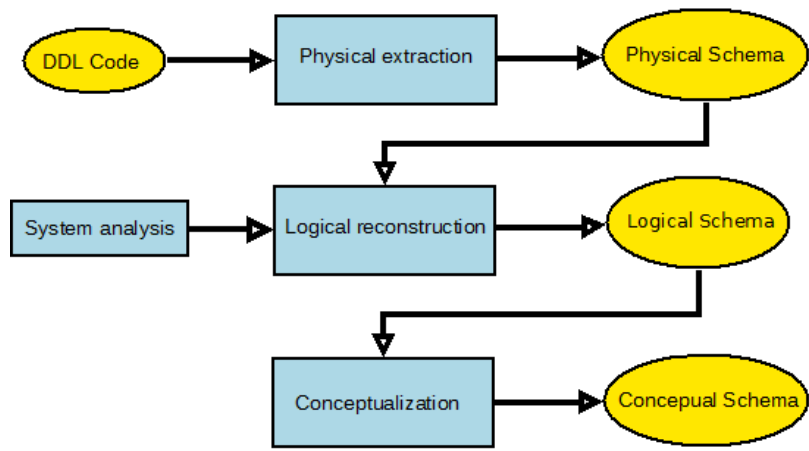 DDL Code
Physical extraction
Physical Schema
System analysis
Logical reconstruction
Logical Schema
Conceptualization
Concepual Schema